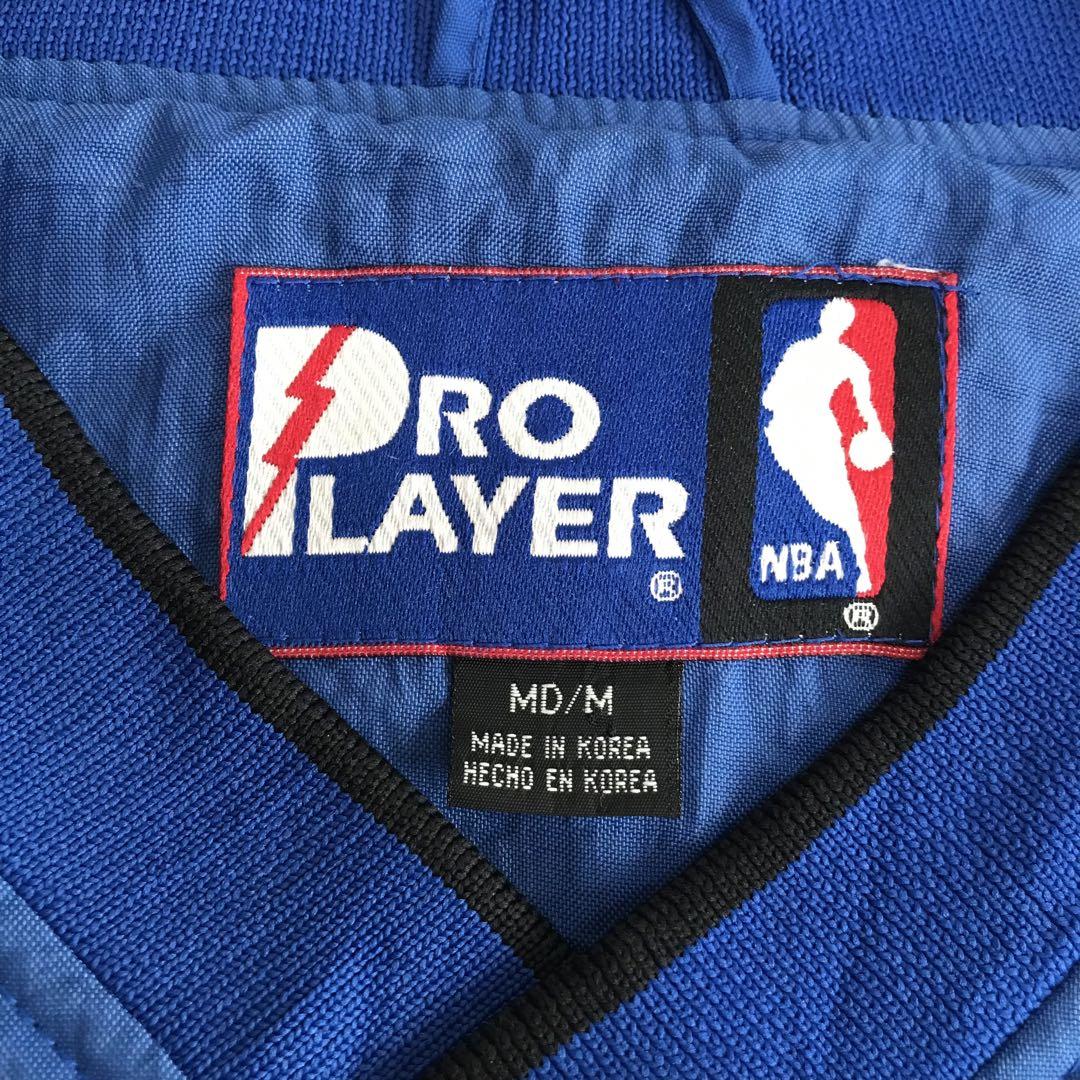 PRO
PLAYER
®
NBA
®
MD/M
MADE IN KOREA
HECHO EN KOREA